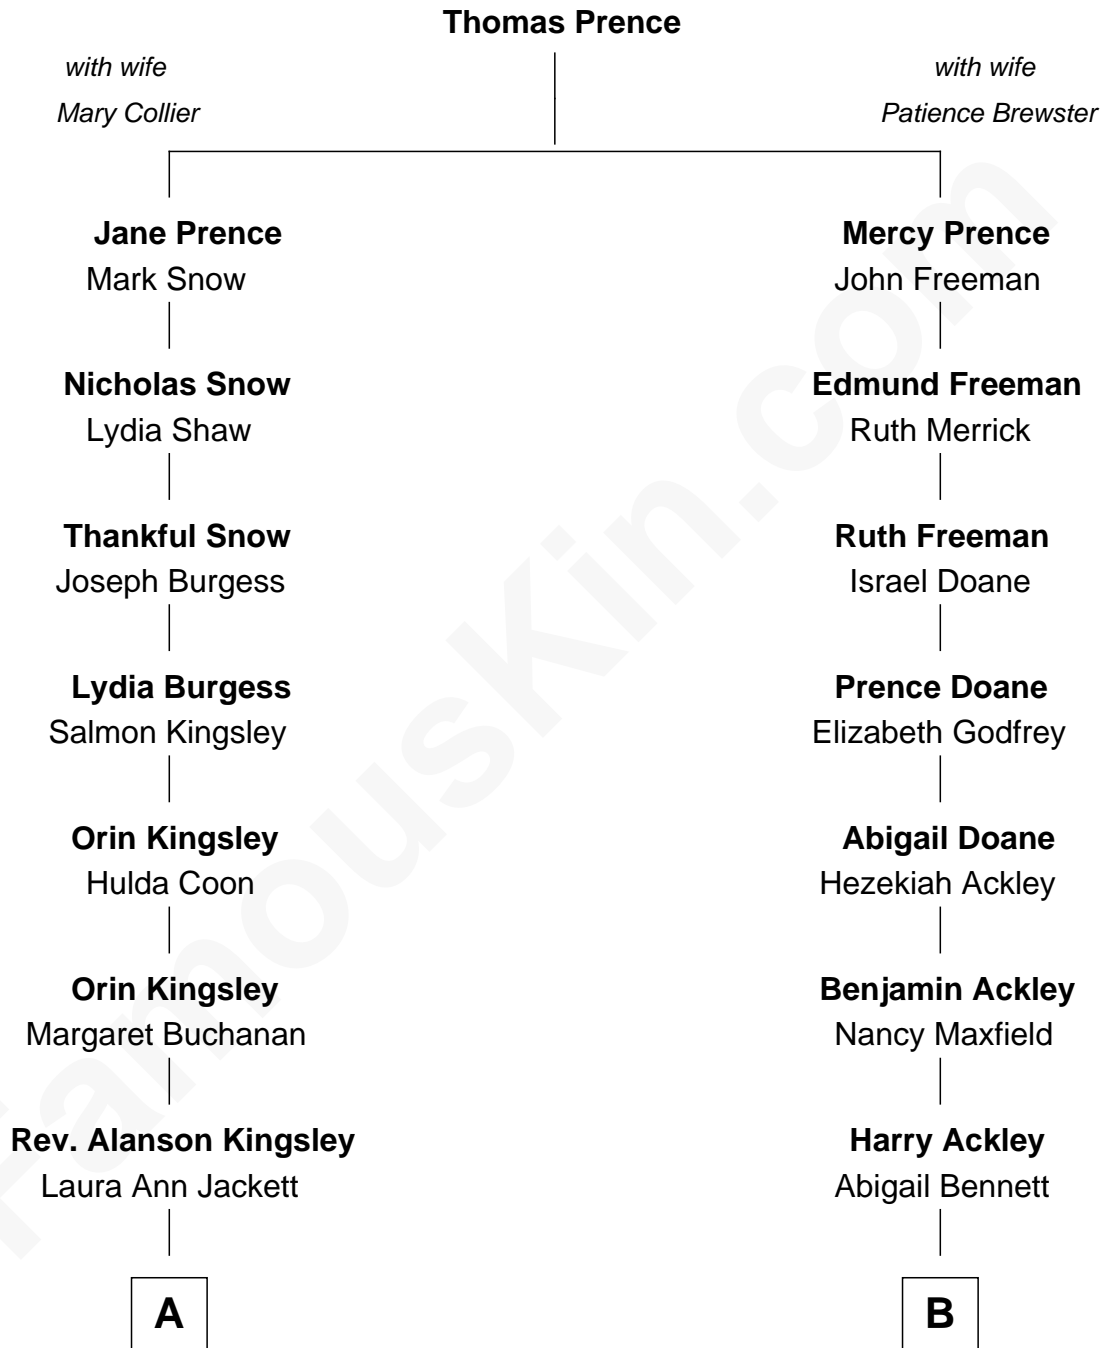 Thomas Prence
with wife
Mary Collier
with wife
Patience Brewster
Jane Prence
Mark Snow
Mercy Prence
John Freeman
Nicholas Snow
Lydia Shaw
Edmund Freeman
Ruth Merrick
Thankful Snow
Joseph Burgess
Ruth Freeman
Israel Doane
Lydia Burgess
Salmon Kingsley
Prence Doane
Elizabeth Godfrey
Orin Kingsley
Hulda Coon
Abigail Doane
Hezekiah Ackley
Orin Kingsley
Margaret Buchanan
Benjamin Ackley
Nancy Maxfield
Rev. Alanson Kingsley
Laura Ann Jackett
Harry Ackley
Abigail Bennett
A
B
FamousKin.com